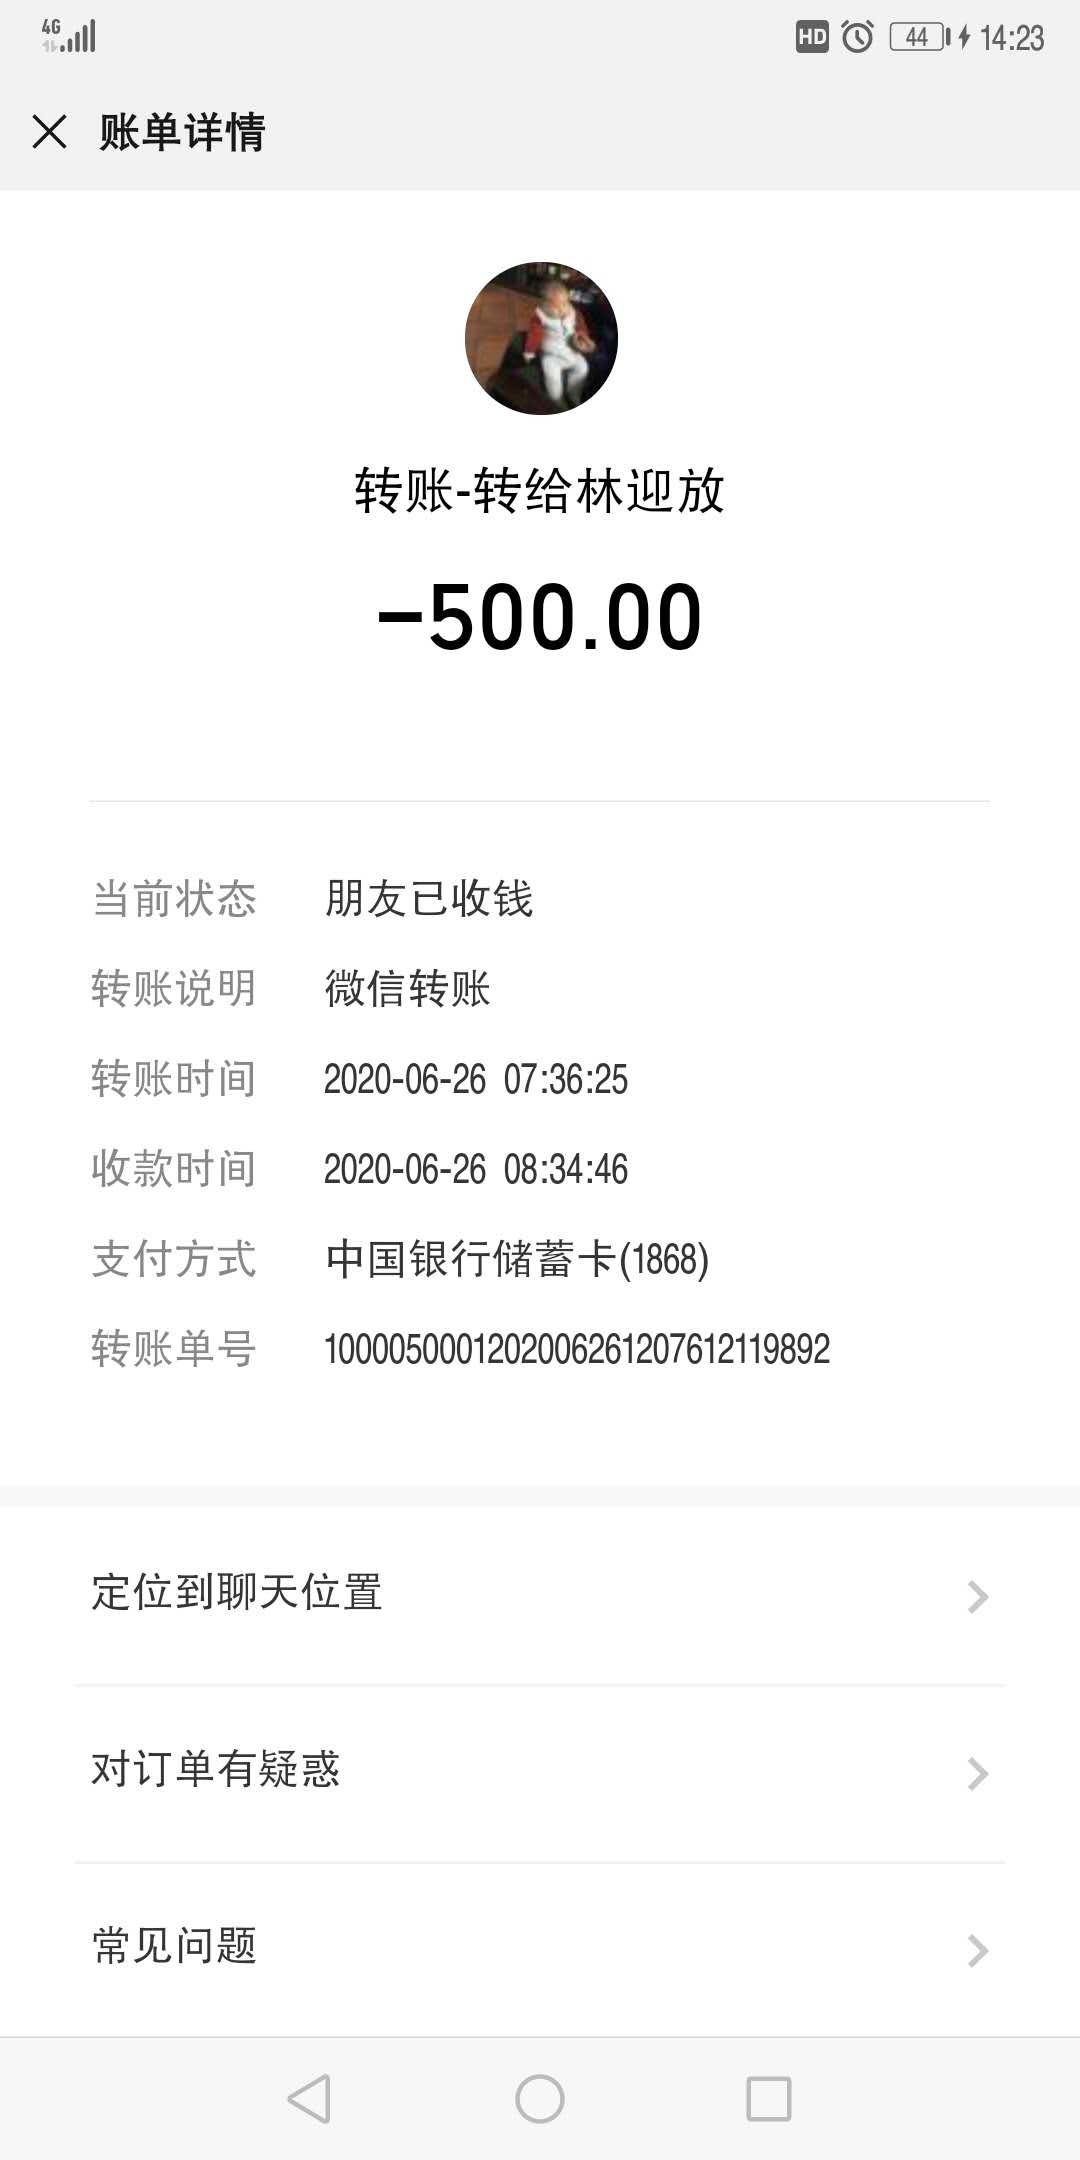 4G HD 44 14:23
账单详情
转账-转给林迎放
-500.00
当前状态 朋友已收钱
转账说明 微信转账
转账时间 2020-06-26 07:36:25
收款时间 2020-06-26 08:34:46
支付方式 中国银行储蓄卡(1868)
转账单号 1000050001202006261207612119892
定位到聊天位置
对订单有疑惑
常见问题